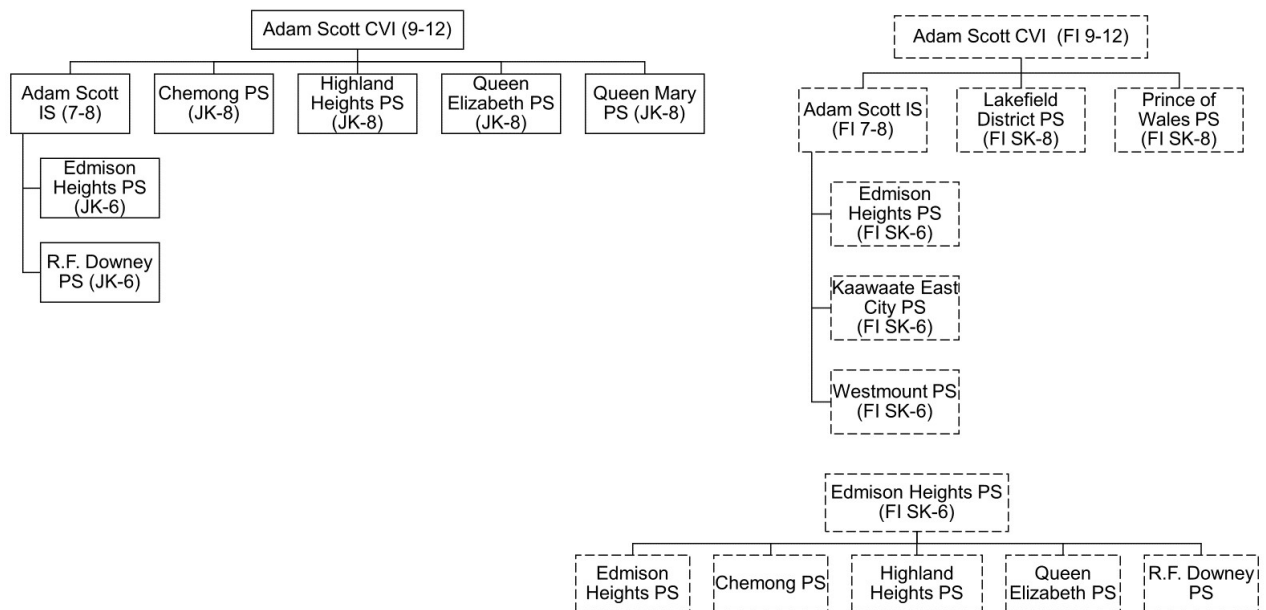 Adam Scott CVI (9-12)
Adam Scott
IS (7-8)
Chemong PS
(JK-8)
Highland
Heights PS
(JK-8)
Queen
Elizabeth PS
(JK-8)
Queen Mary
PS (JK-8)
Edmison
Heights PS
(JK-6)
R.F. Downey
PS (JK-6)
Adam Scott CVI  (FI 9-12)
Adam Scott IS
(FI 7-8)
Lakefield
District PS
(FI SK-8)
Prince of
Wales PS
(FI SK-8)
Edmison
Heights PS
(FI SK-6)
Kaawaate East
City PS
(FI SK-6)
Westmount PS
(FI SK-6)
Edmison Heights PS
(FI SK-6)
Edmison
Heights PS
Chemong PS
Highland
Heights PS
Queen
Elizabeth PS
R.F. Downey
PS